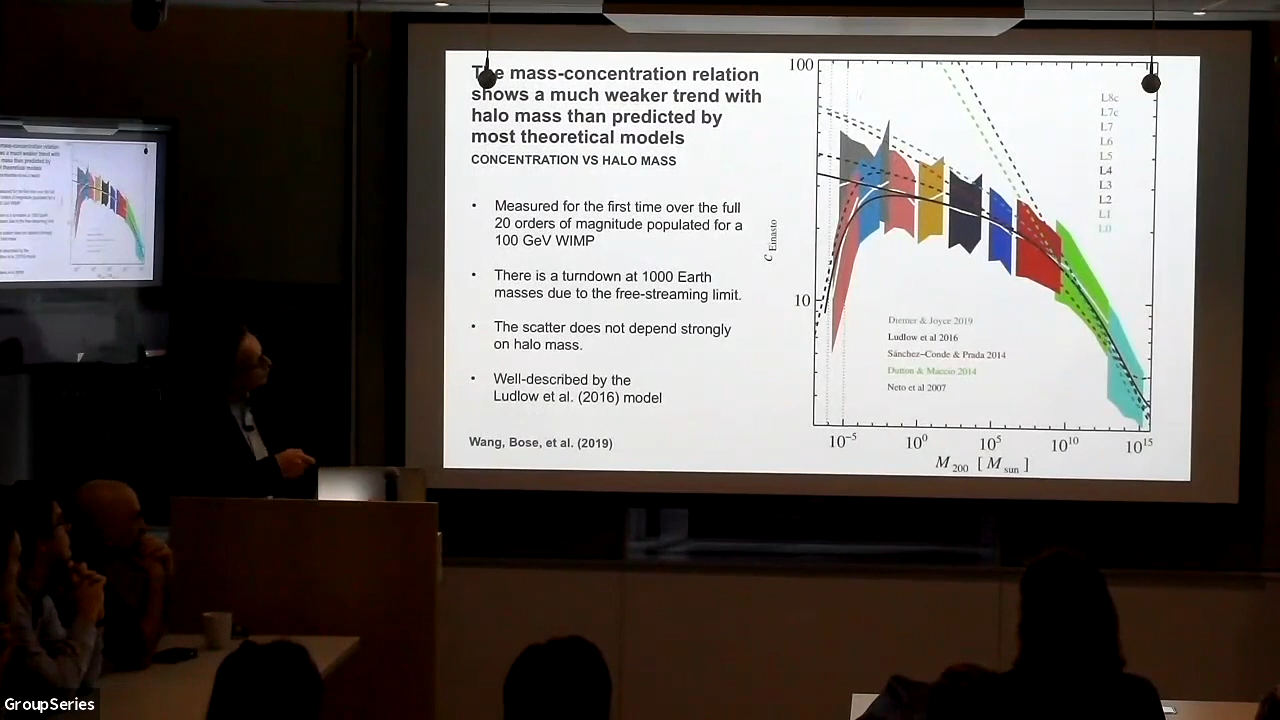 The mass-concentration relation
shows a much weaker trend with
halo mass than predicted by
most theoretical models
CONCENTRATION VS HALO MASS
• Measured for the first time over the full
20 orders of magnitude populated for a
100 GeV WIMP
• There is a turndown at 1000 Earth
masses due to the free-streaming limit.
• The scatter does not depend strongly
on halo mass.
• Well-described by the
Ludlow et al. (2016) model
Wang, Bose, et al. (2019)
100
10
c Einasto
L8c
L7c
L7
L6
L5
L4
L3
L2
L1
L0
Diemer & Joyce 2019
Ludlow et al 2016
Sánchez-Conde & Prada 2014
Dutton & Maccio 2014
Neto et al 2007
10⁻⁵ 10⁰ 10⁵ 10¹⁰ 10¹⁵
M 200 [ M sun ]
GroupSeries